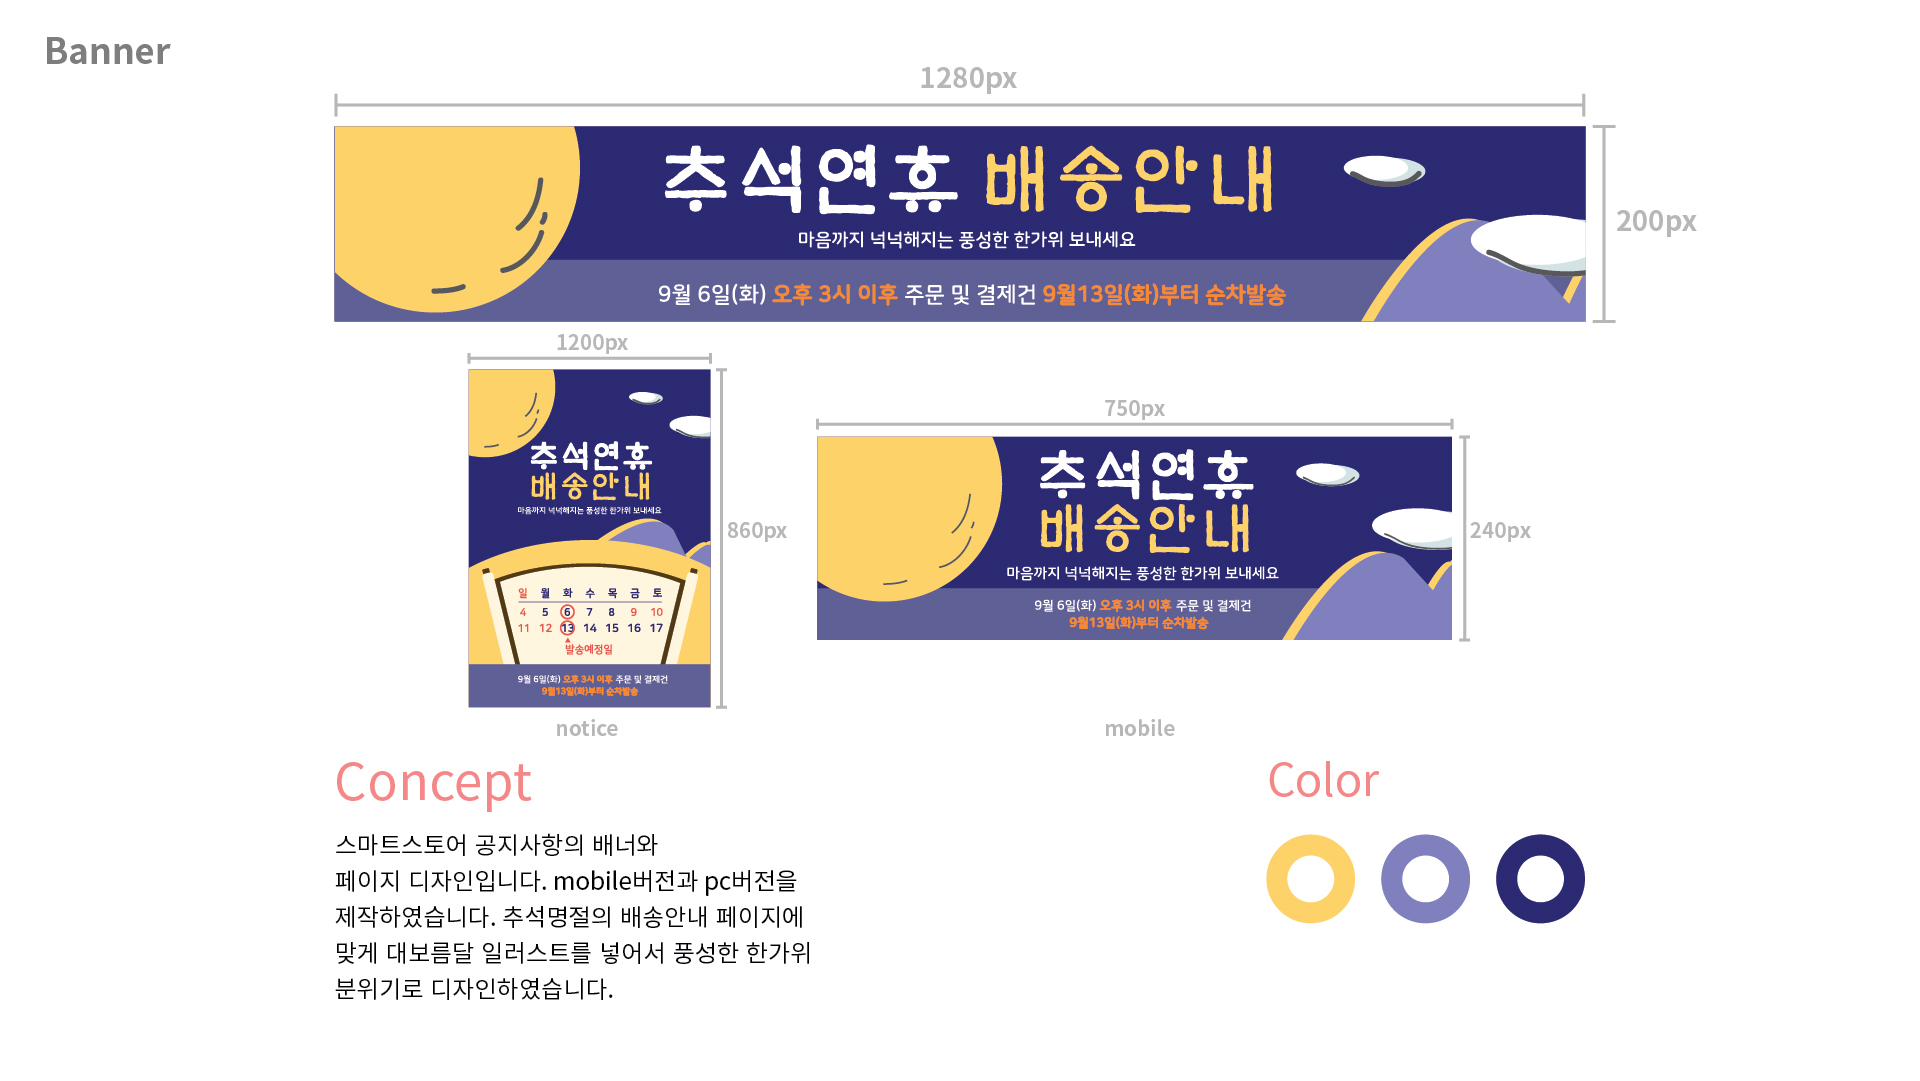 Banner
1280px
추석연휴 배송안내
마음까지 넉넉해지는 풍성한 한가위 보내세요
9월 6일(화) 오후 3시 이후 주문 및 결제건 9월13일(화)부터 순차발송
200px
1200px
추석연휴
배송안내
마음까지 넉넉해지는 풍성한 한가위 보내세요
일 월 화 수 목 금 토
4 5 6 7 8 9 10
11 12 13 14 15 16 17
발송예정일
9월 6일(화) 오후 3시 이후 주문 및 결제건
9월13일(화)부터 순차발송
860px
notice
750px
추석연휴
배송안내
마음까지 넉넉해지는 풍성한 한가위 보내세요
9월 6일(화) 오후 3시 이후 주문 및 결제건
9월13일(화)부터 순차발송
240px
mobile
Concept
스마트스토어 공지사항의 배너와
페이지 디자인입니다. mobile버전과 pc버전을
제작하였습니다. 추석명절의 배송안내 페이지에
맞게 대보름달 일러스트를 넣어서 풍성한 한가위
분위기로 디자인하였습니다.
Color